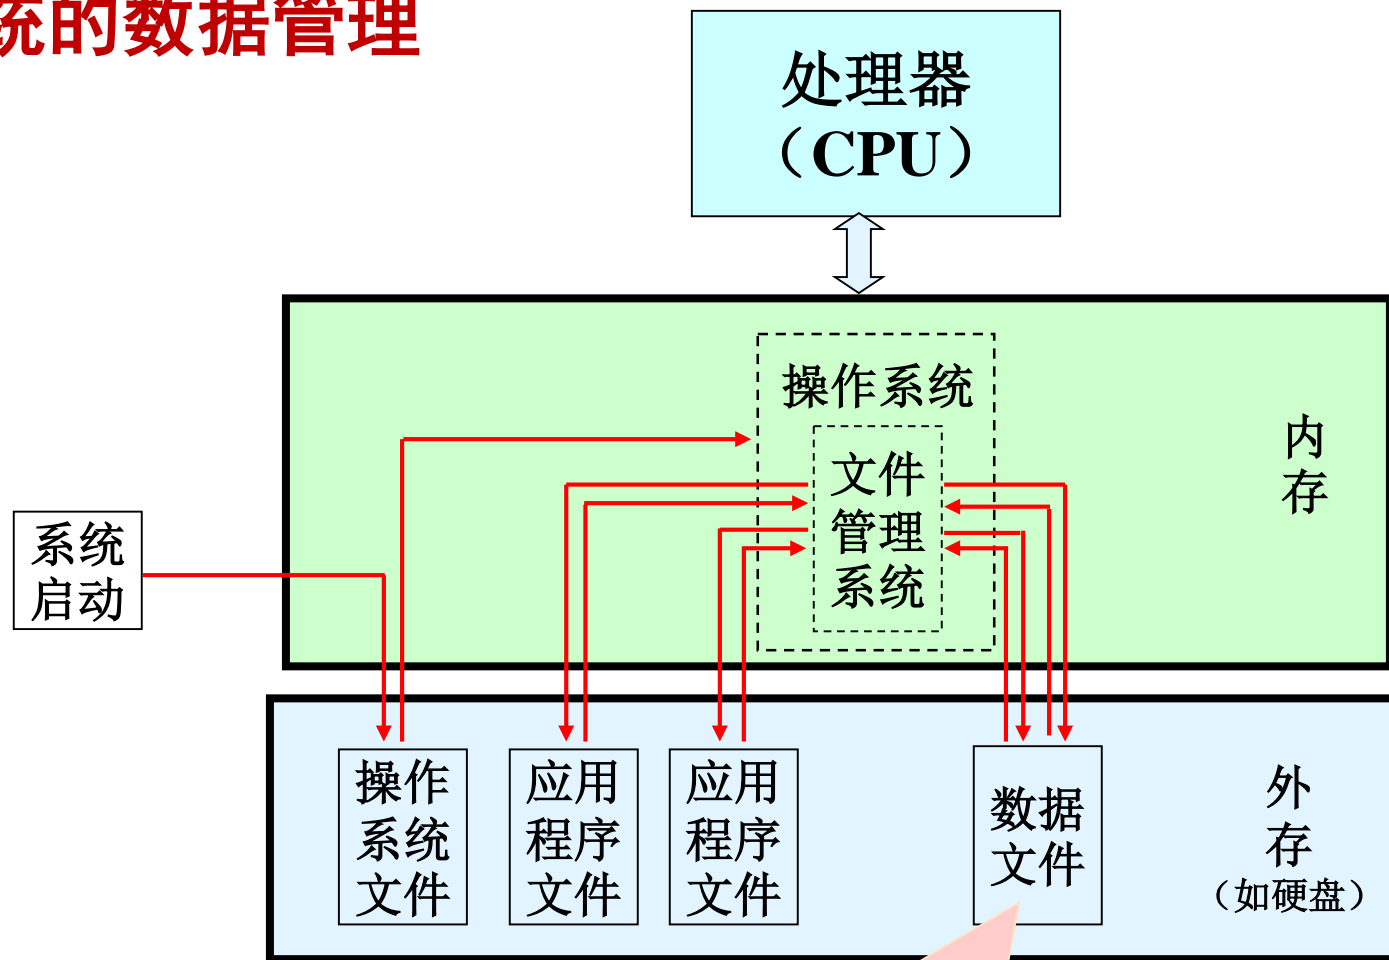 统的数据管理
处理器
（CPU）
操作系统
文件
管理
系统
内
存
系统
启动
操作
系统
文件
应用
程序
文件
应用
程序
文件
数据
文件
外
存
（如硬盘）